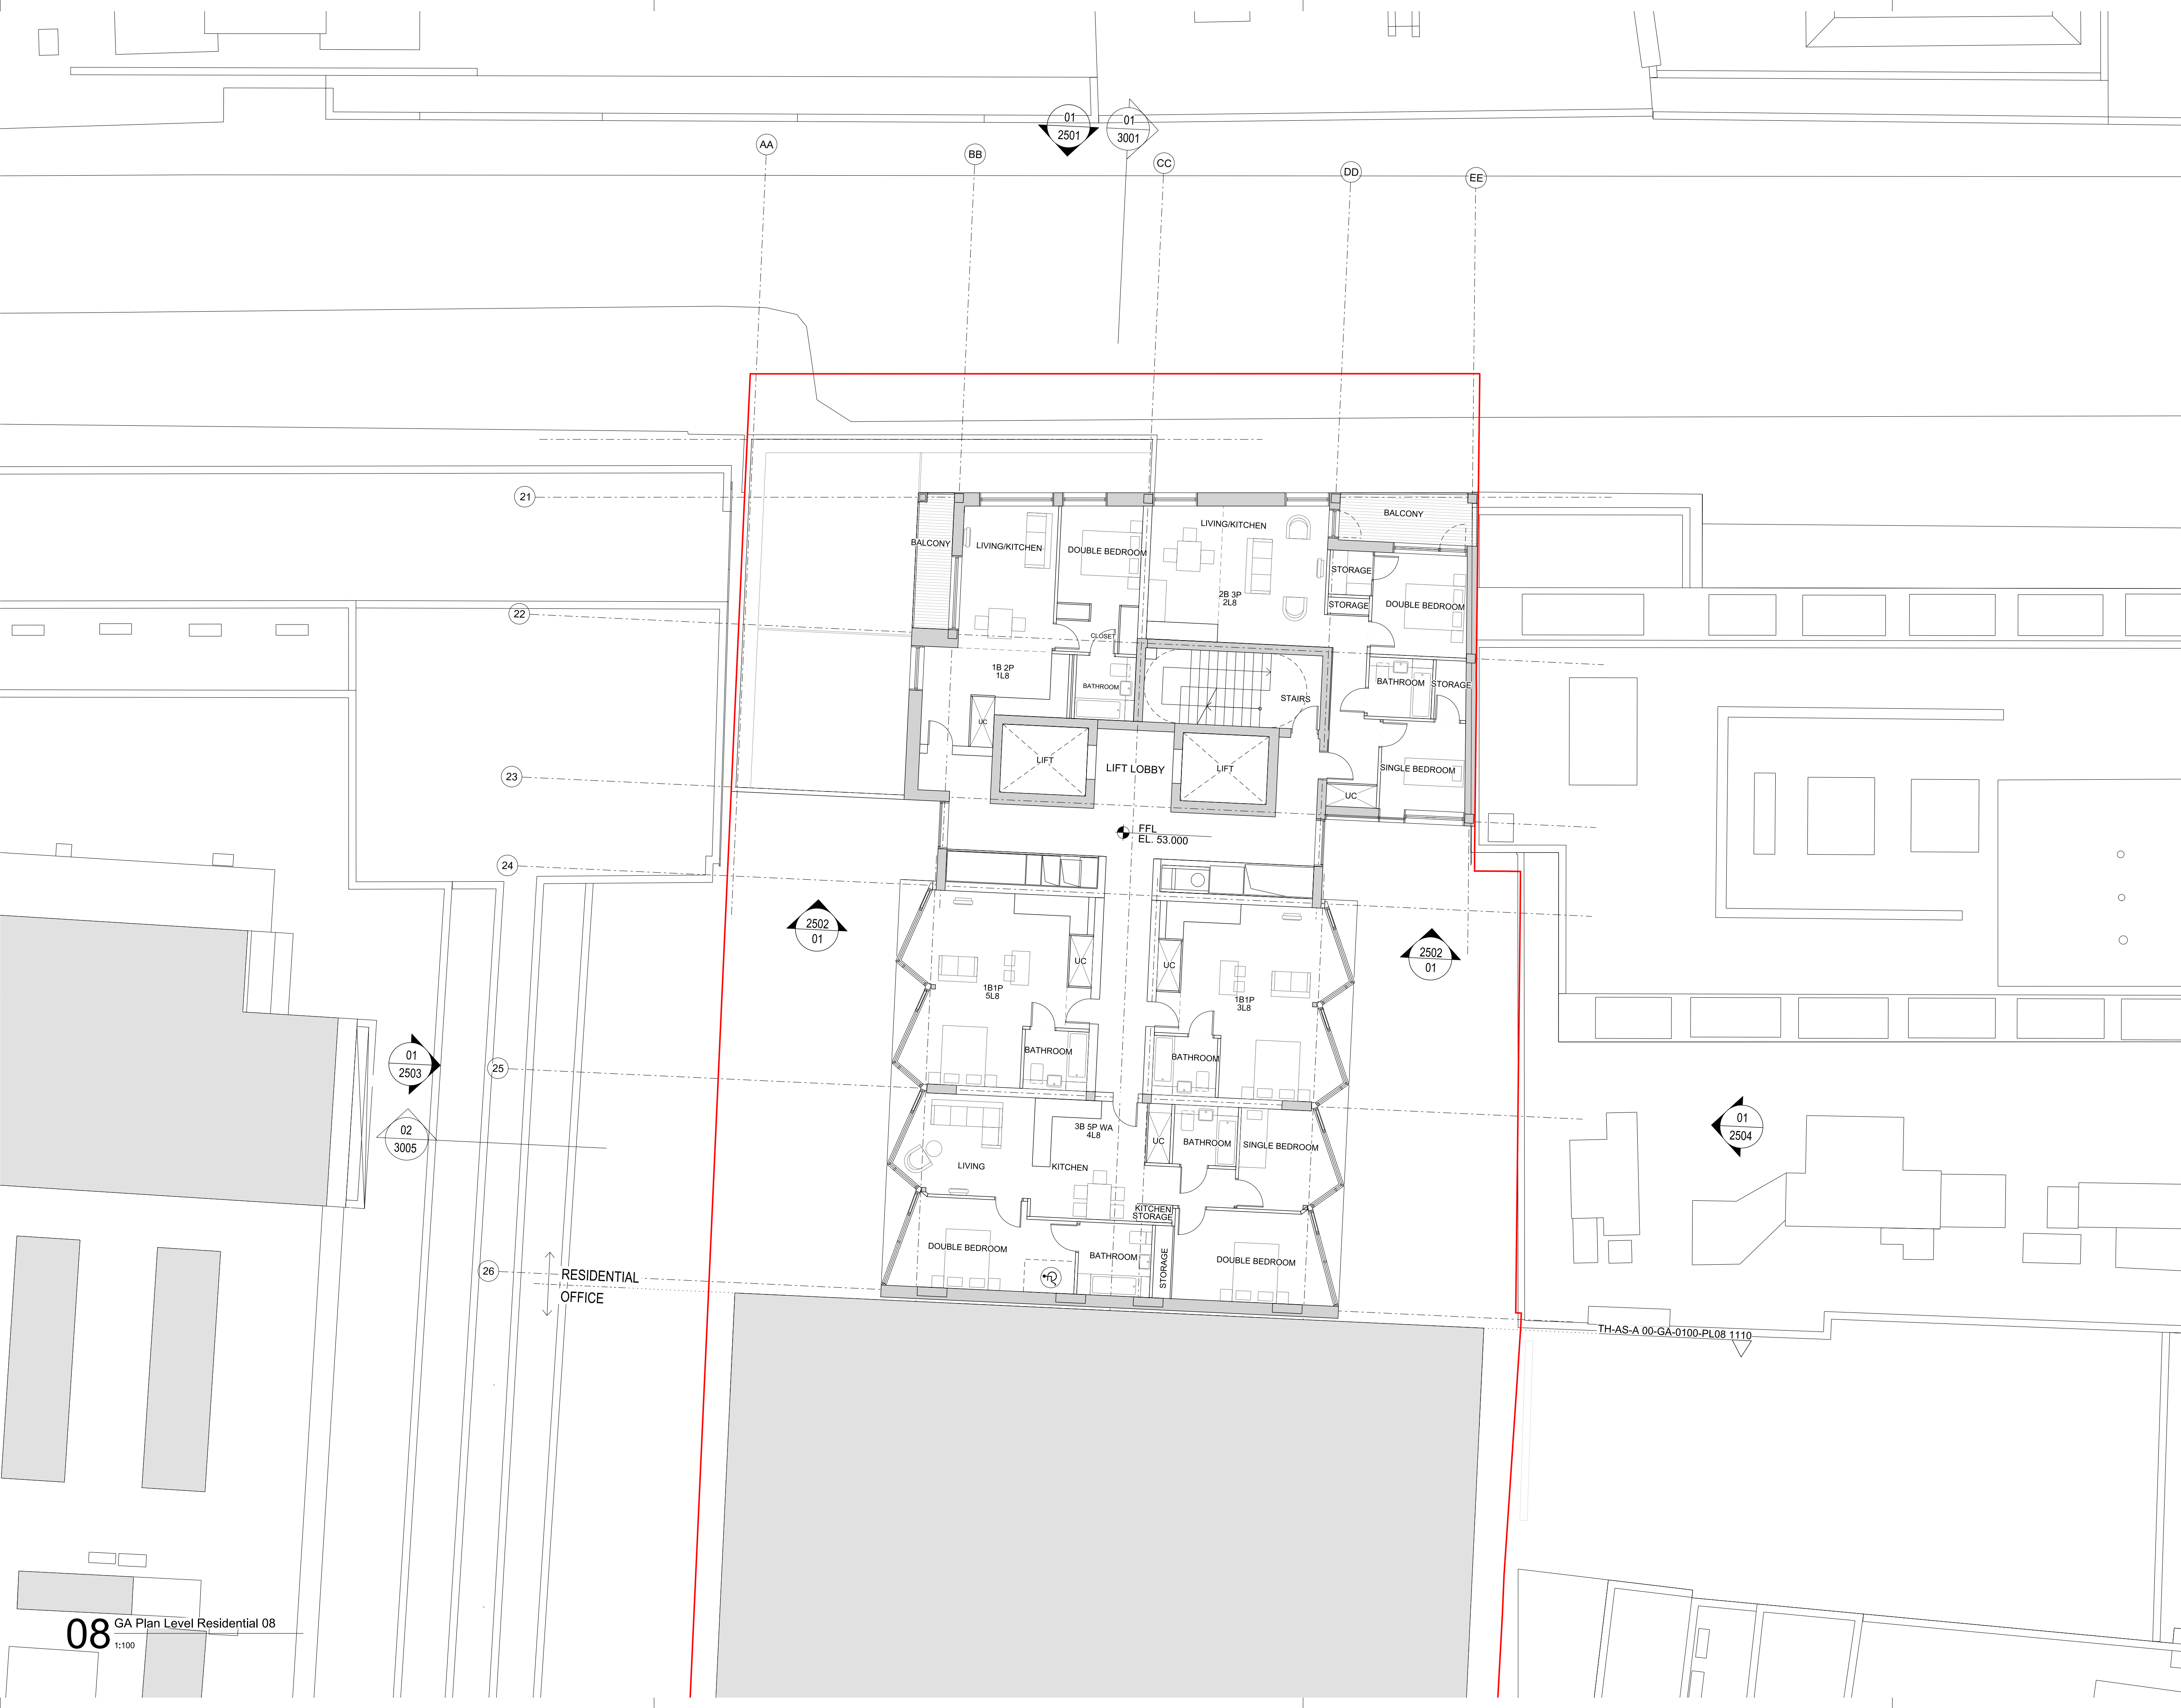 01
2501
01
3001
AA
BB
CC
DD
EE
21
BALCONY
LIVING/KITCHEN
DOUBLE BEDROOM
LIVING/KITCHEN
BALCONY
STORAGE
2B 3P
2L8
STORAGE
DOUBLE BEDROOM
22
CLOSET
1B 2P
1L8
BATHROOM
BATHROOM
STORAGE
STAIRS
UC
LIFT
LIFT LOBBY
LIFT
SINGLE BEDROOM
23
UC
FFL
EL. 53.000
24
2502
01
2502
01
UC
UC
1B1P
5L8
1B1P
3L8
01
2503
25
BATHROOM
BATHROOM
02
3005
01
2504
3B 5P WA
4L8
UC
BATHROOM
SINGLE BEDROOM
LIVING
KITCHEN
KITCHEN
STORAGE
DOUBLE BEDROOM
BATHROOM
STORAGE
DOUBLE BEDROOM
26
RESIDENTIAL
OFFICE
TH-AS-A 00-GA-0100-PL08 1110
08
GA Plan Level Residential 08
1:100